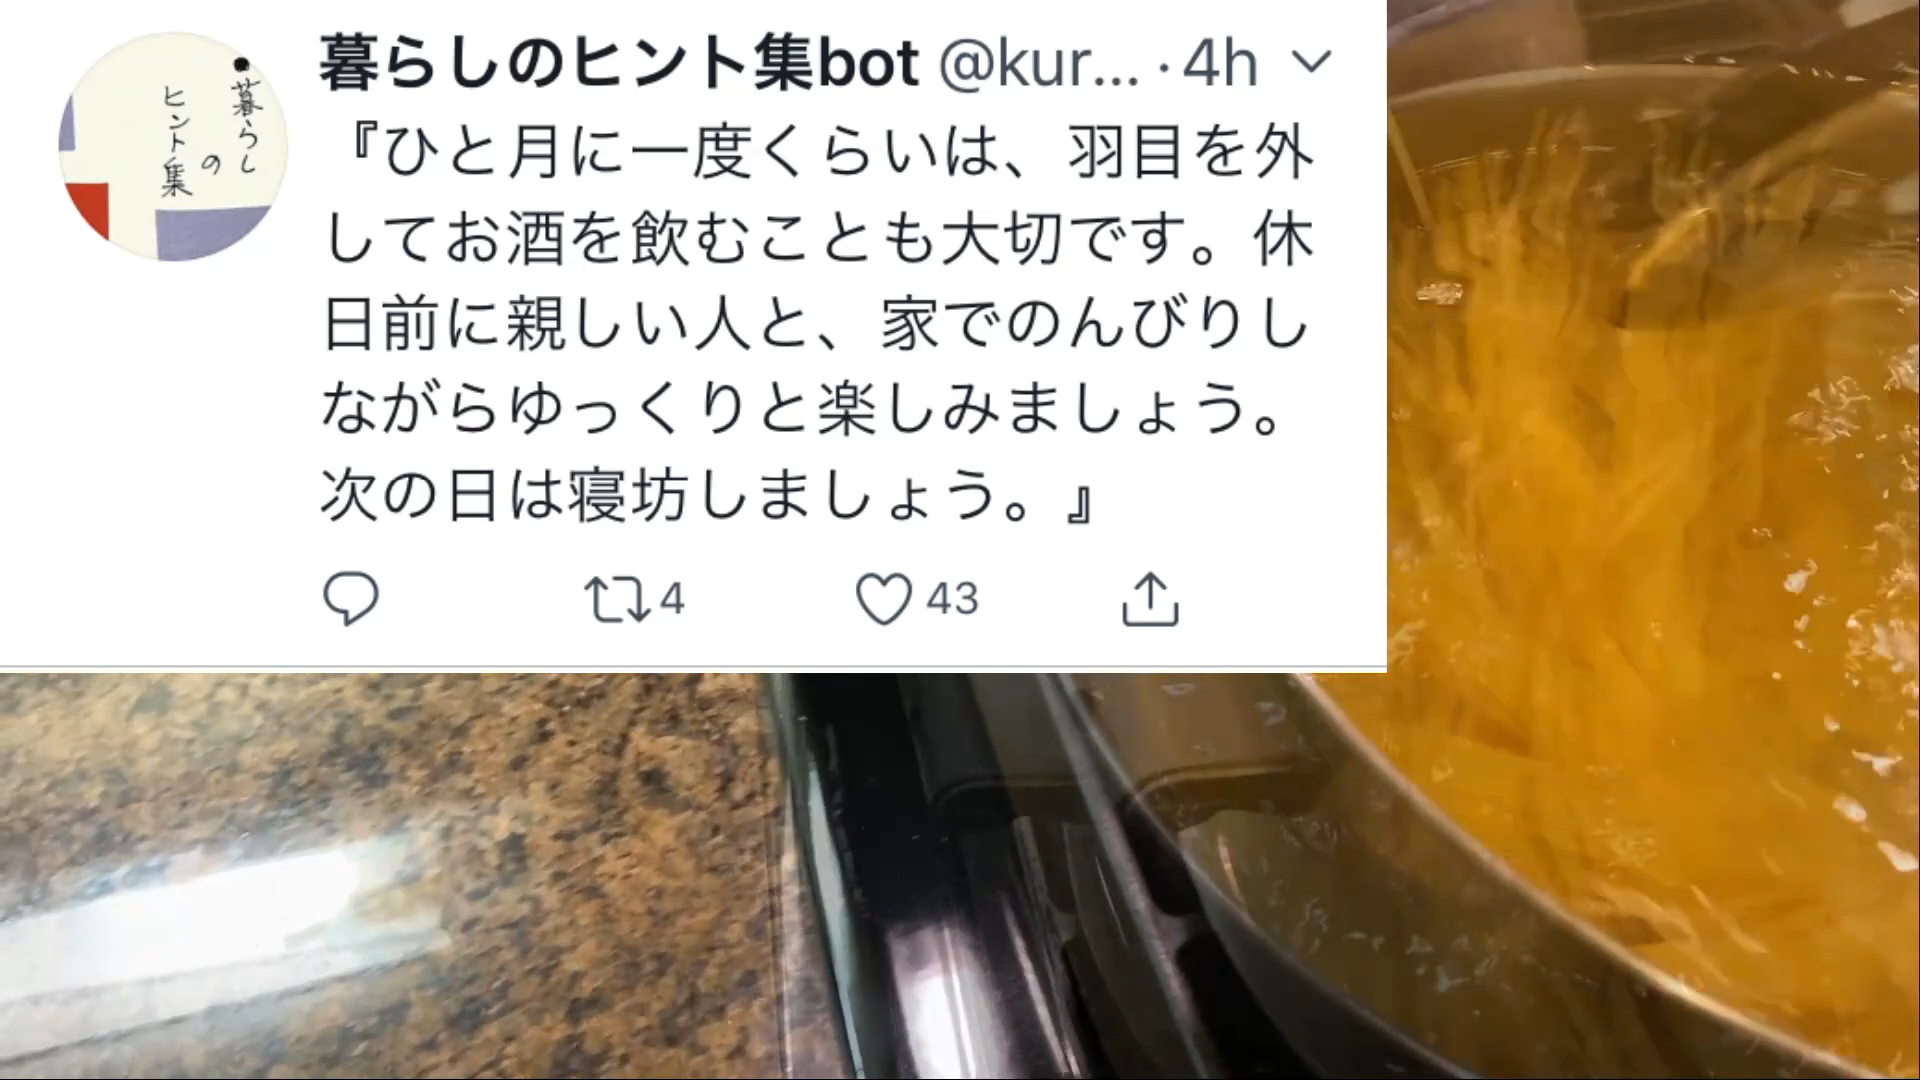 暮らし
の
ヒント集
暮らしのヒント集bot @kur... · 4h
『ひと月に一度くらいは、羽目を外
してお酒を飲むことも大切です。休
日前に親しい人と、家でのんびりし
ながらゆっくりと楽しみましょう。
次の日は寝坊しましょう。』
4
43